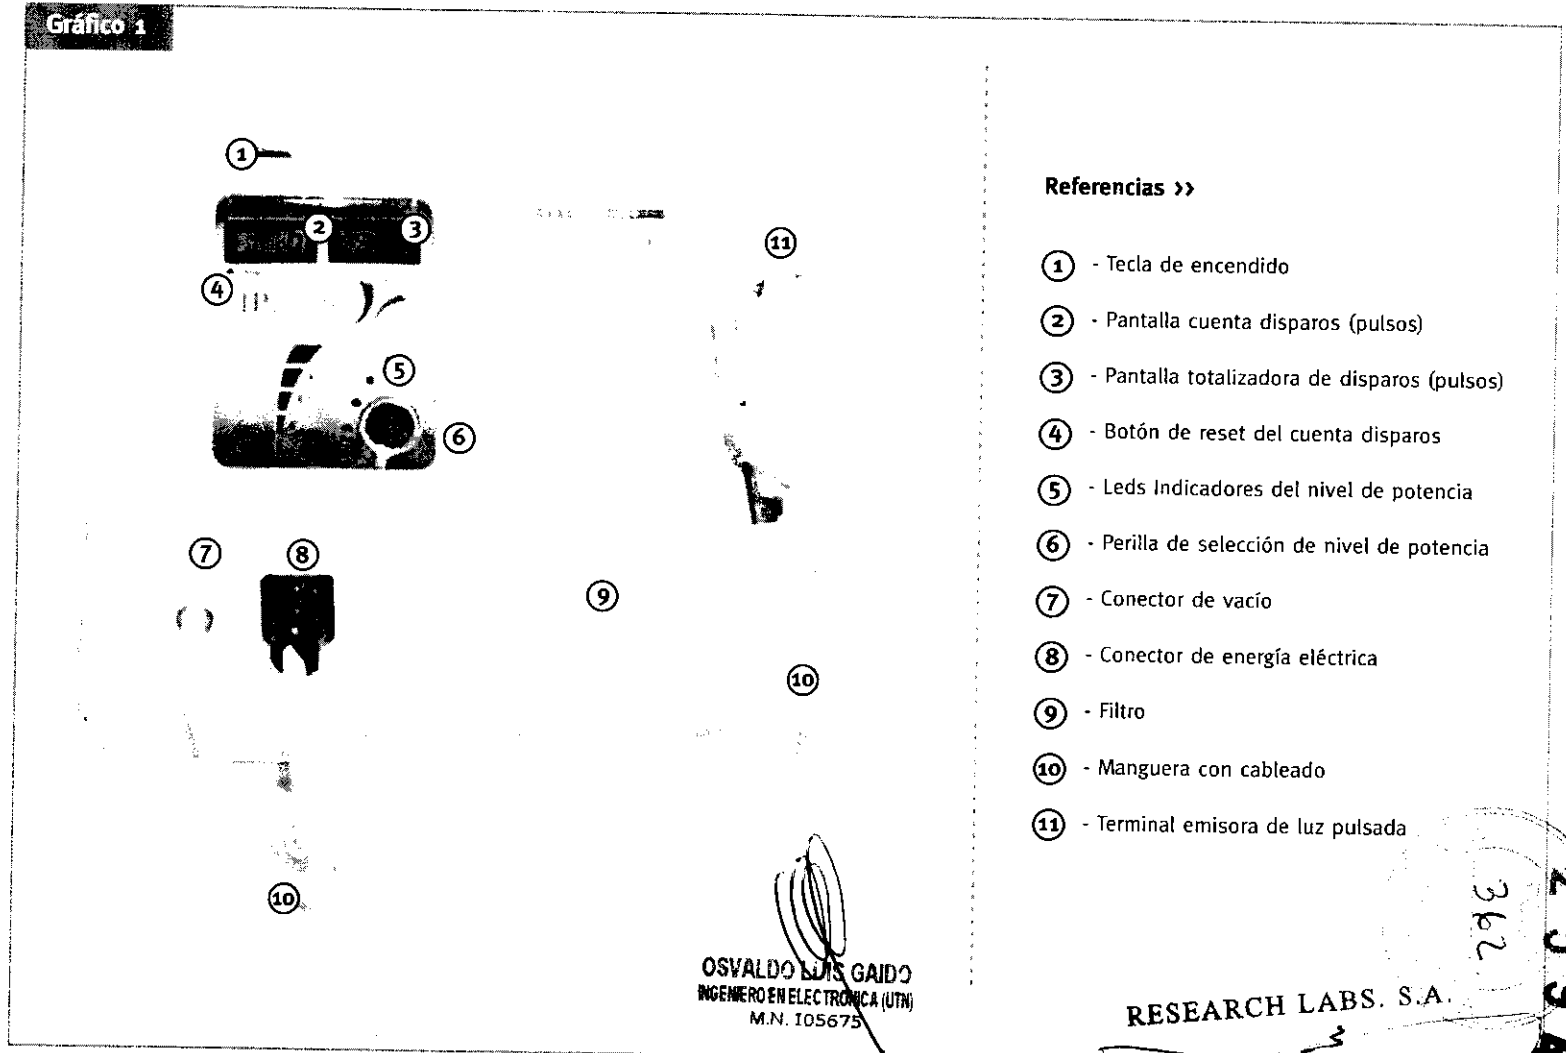 Gráfico 1
1
2
3
4
5
6
7
8
9
10
11
10
Referencias ››
1 - Tecla de encendido
2 - Pantalla cuenta disparos (pulsos)
3 - Pantalla totalizadora de disparos (pulsos)
4 - Botón de reset del cuenta disparos
5 - Leds Indicadores del nivel de potencia
6 - Perilla de selección de nivel de potencia
7 - Conector de vacío
8 - Conector de energía eléctrica
9 - Filtro
10 - Manguera con cableado
11 - Terminal emisora de luz pulsada
362
OSVALDO LUIS GAIDO
INGENIERO EN ELECTRONICA (UTN)
M.N. 105675
RESEARCH LABS. S.A.